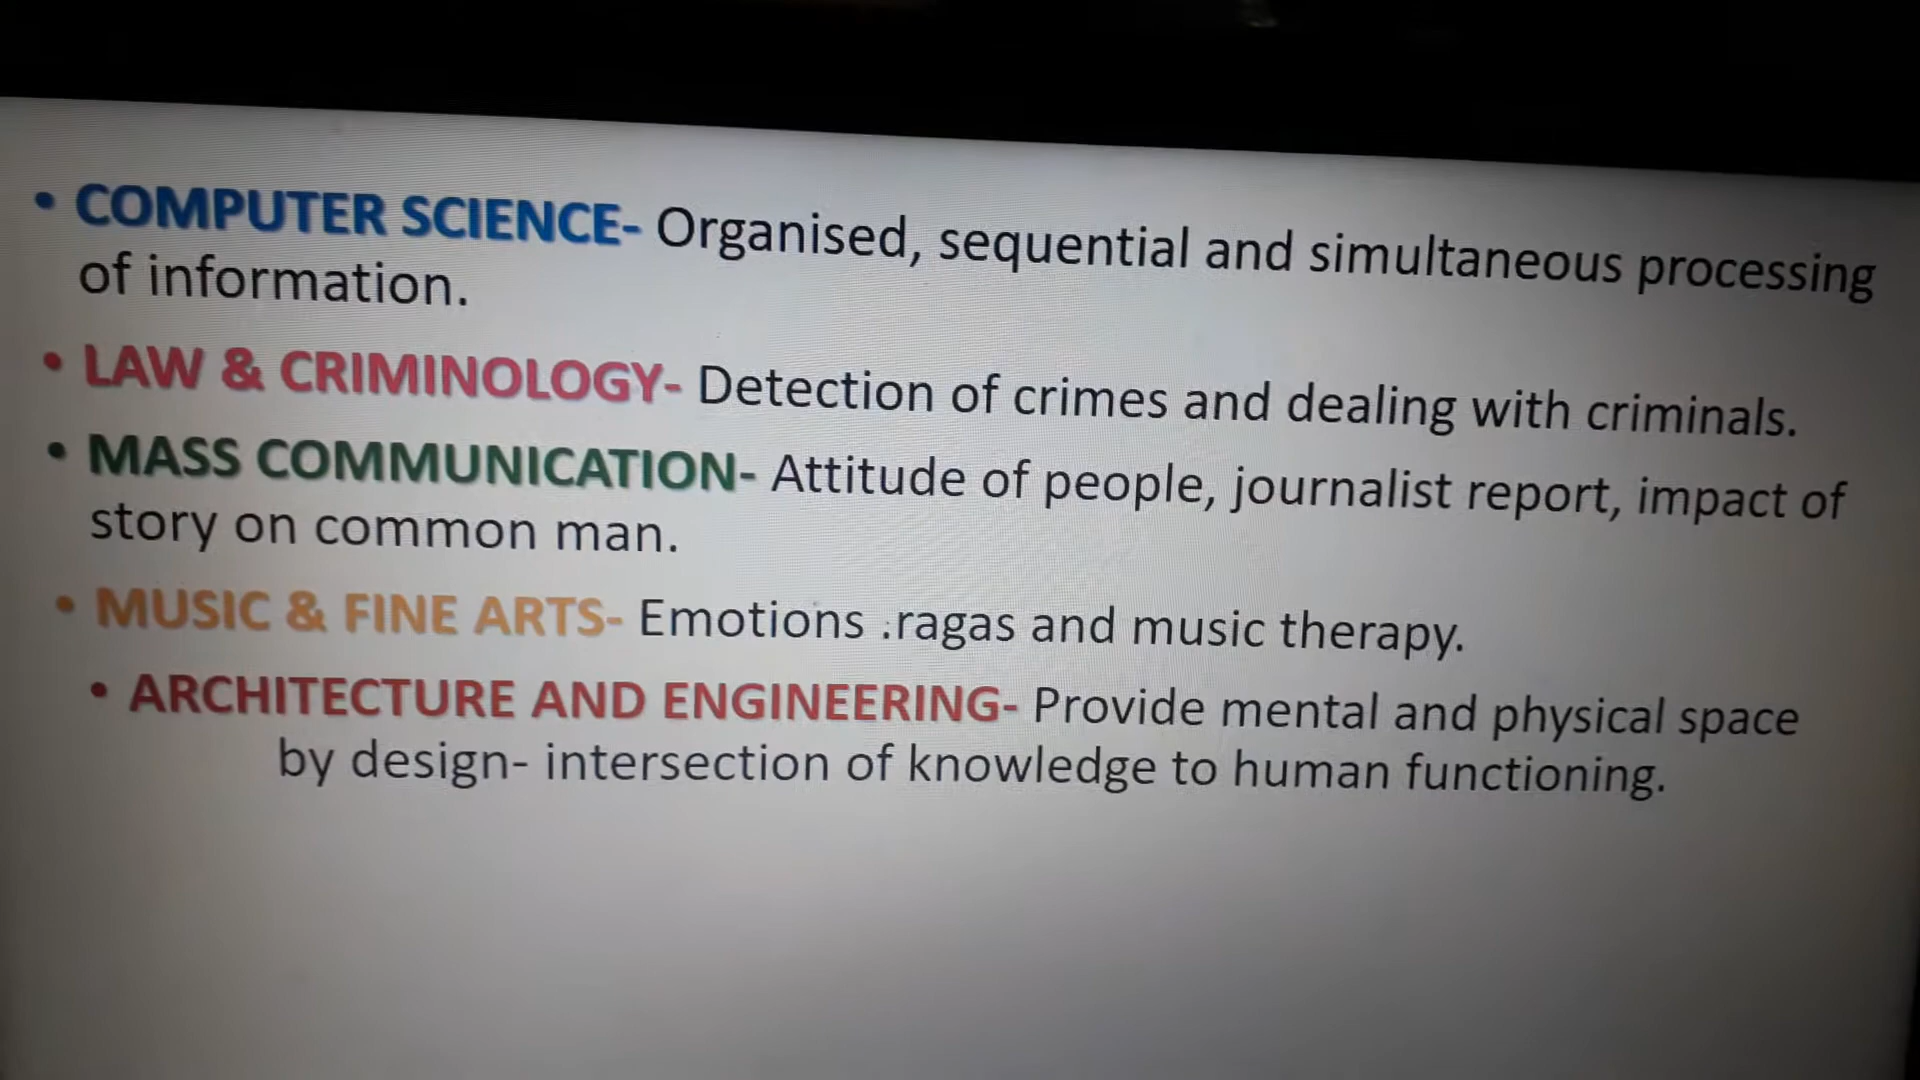 • COMPUTER SCIENCE- Organised, sequential and simultaneous processing
of information.
• LAW & CRIMINOLOGY- Detection of crimes and dealing with criminals.
• MASS COMMUNICATION- Attitude of people, journalist report, impact of
story on common man.
• MUSIC & FINE ARTS- Emotions .ragas and music therapy.
• ARCHITECTURE AND ENGINEERING- Provide mental and physical space
by design- intersection of knowledge to human functioning.